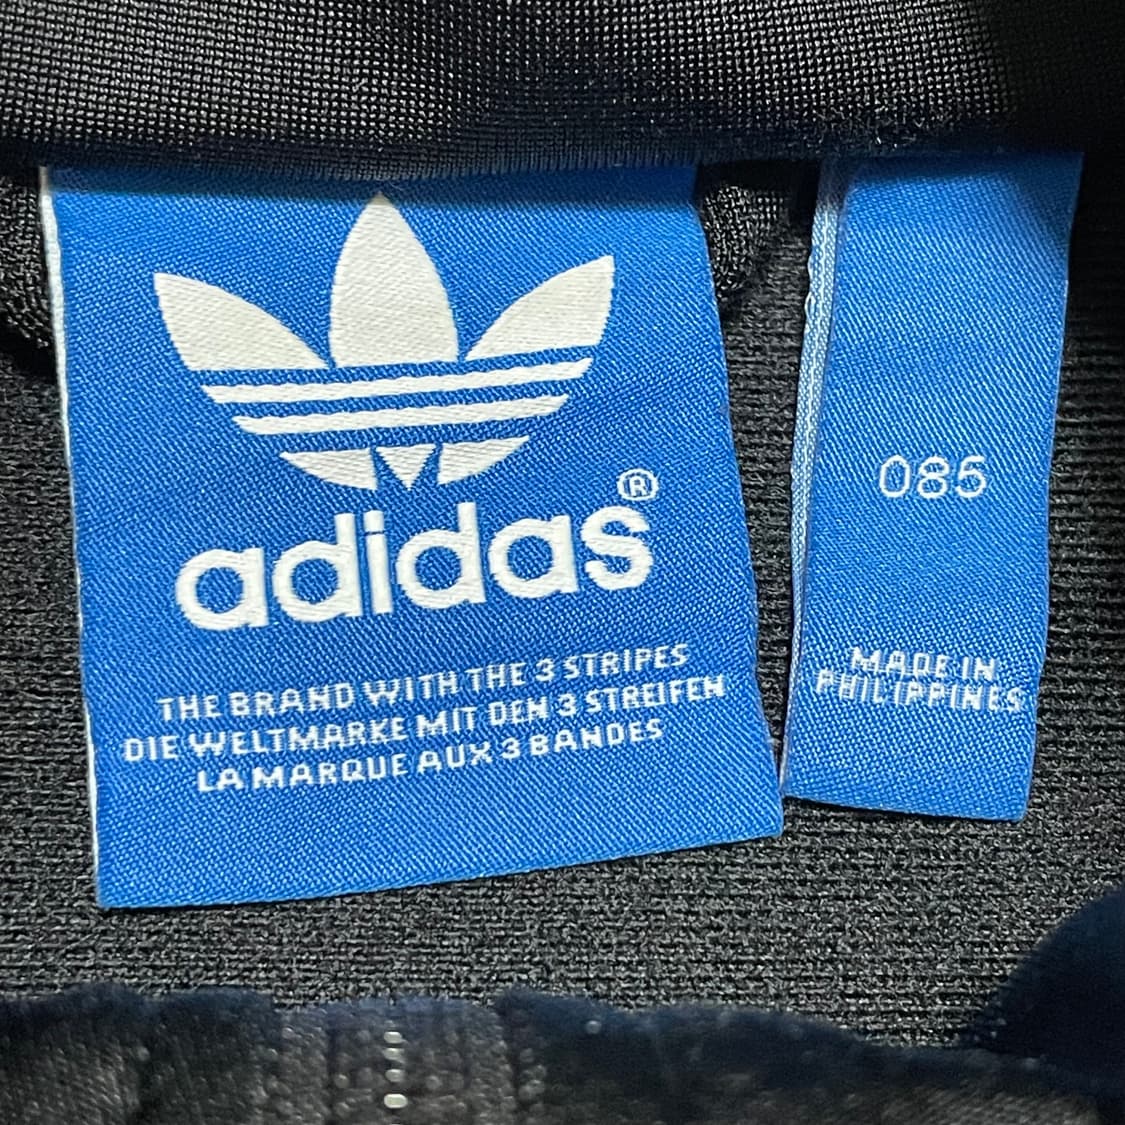 adidas®
THE BRAND WITH THE 3 STRIPES
DIE WELTMARKE MIT DEN 3 STREIFEN
LA MARQUE AUX 3 BANDES
085
MADE IN
PHILIPPINES